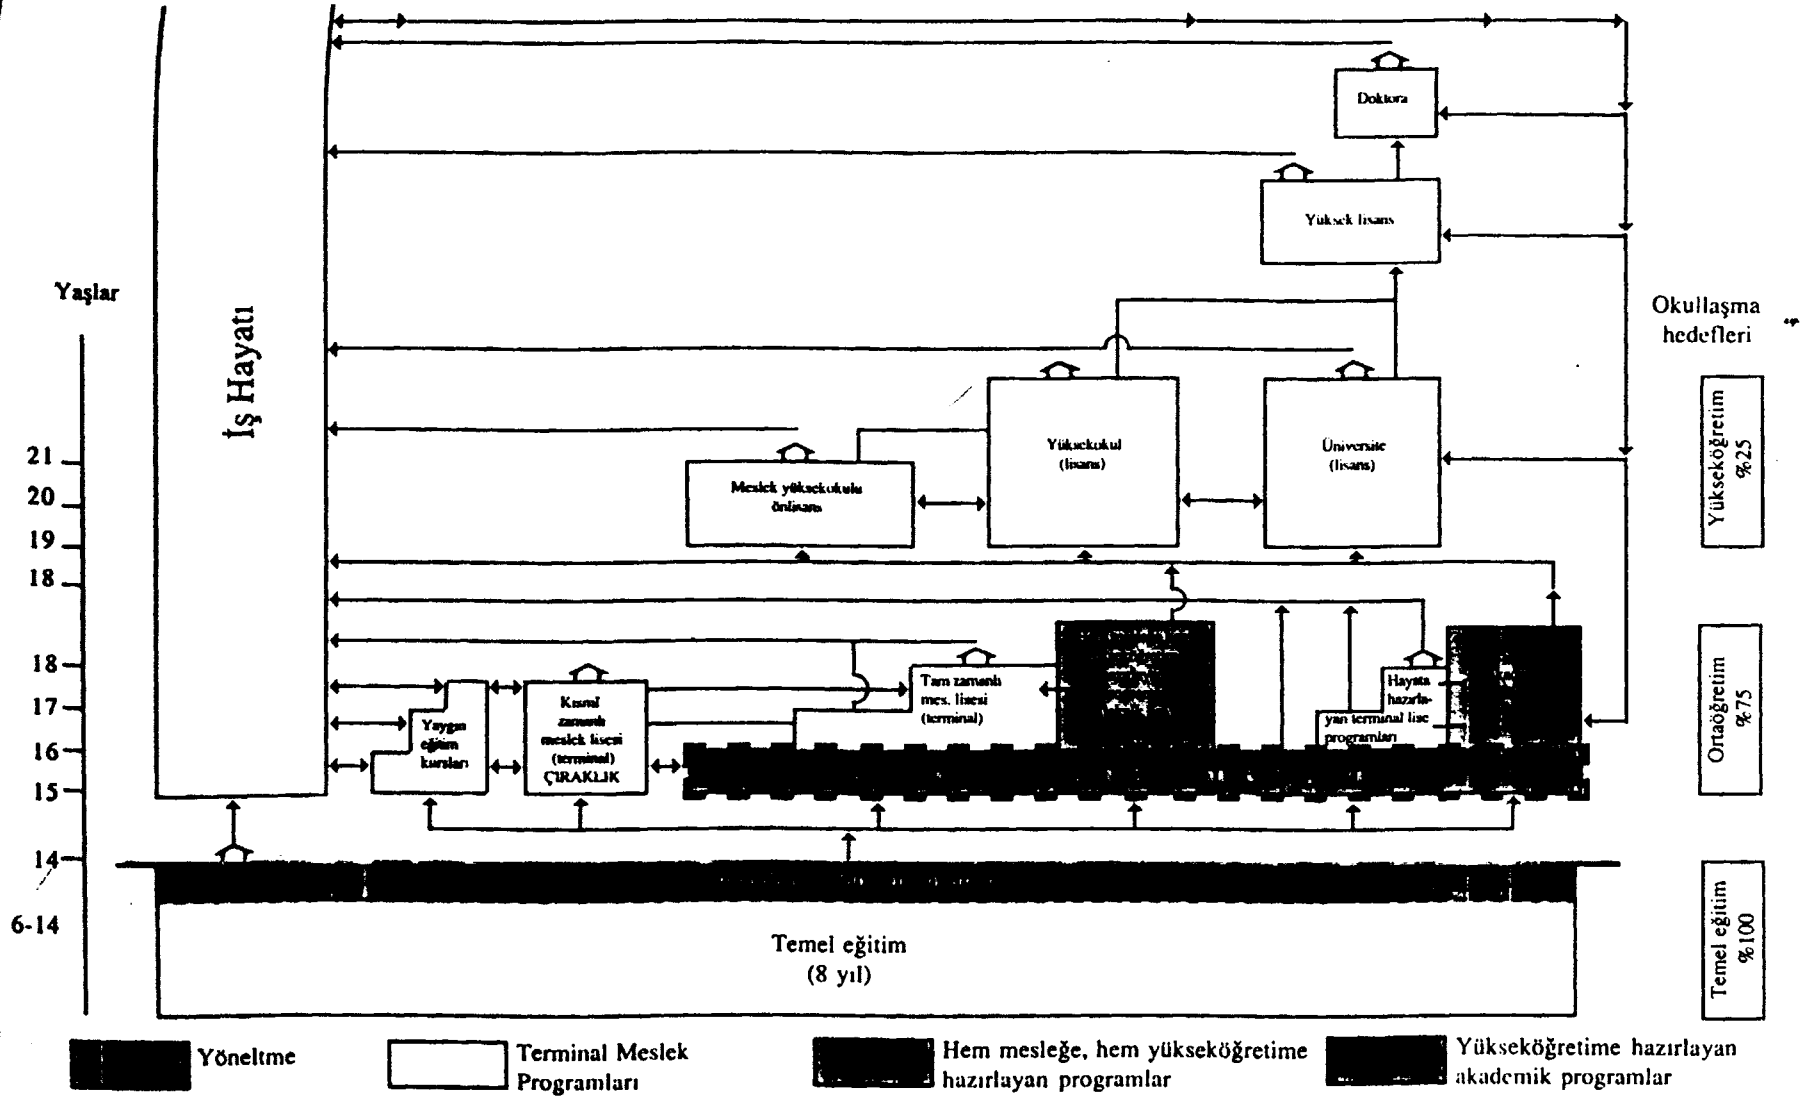 Doktora
Yüksek lisans
Yaşlar
İş Hayatı
Okullaşma
hedefleri
Yükseköğretim
%25
Yüksekokul
(lisans)
Üniversite
(lisans)
Meslek yüksekokulu
önlisans
21
20
19
18
18
17
16
15
14
6-14
Yaygın
eğitim
kursları
Kısmî
zamanlı
meslek lisesi
(terminal)
ÇIRAKLIK
Tam zamanlı
mes. lisesi
(terminal)
Hayata
hazırla-
yan terminal lise
programları
Ortaöğretim
%75
Temel eğitim
(8 yıl)
Temel eğitim
%100
Yöneltme
Terminal Meslek
Programları
Hem mesleğe, hem yükseköğretime
hazırlayan programlar
Yükseköğretime hazırlayan
akademik programlar